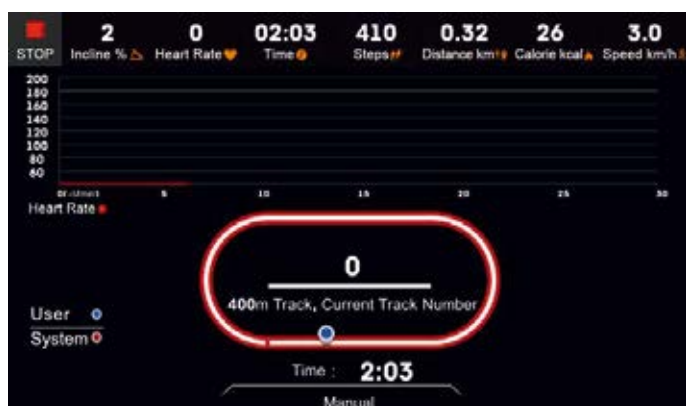 2 0 02:03 410 0.32 26 3.0
STOP Incline % Heart Rate Time Steps Distance km Calorie kcal Speed km/h
200
180
160
140
120
100
80
60
5 10 15 20 25 30
Heart Rate
0
400m Track, Current Track Number
User
System
Time : 2:03
Manual